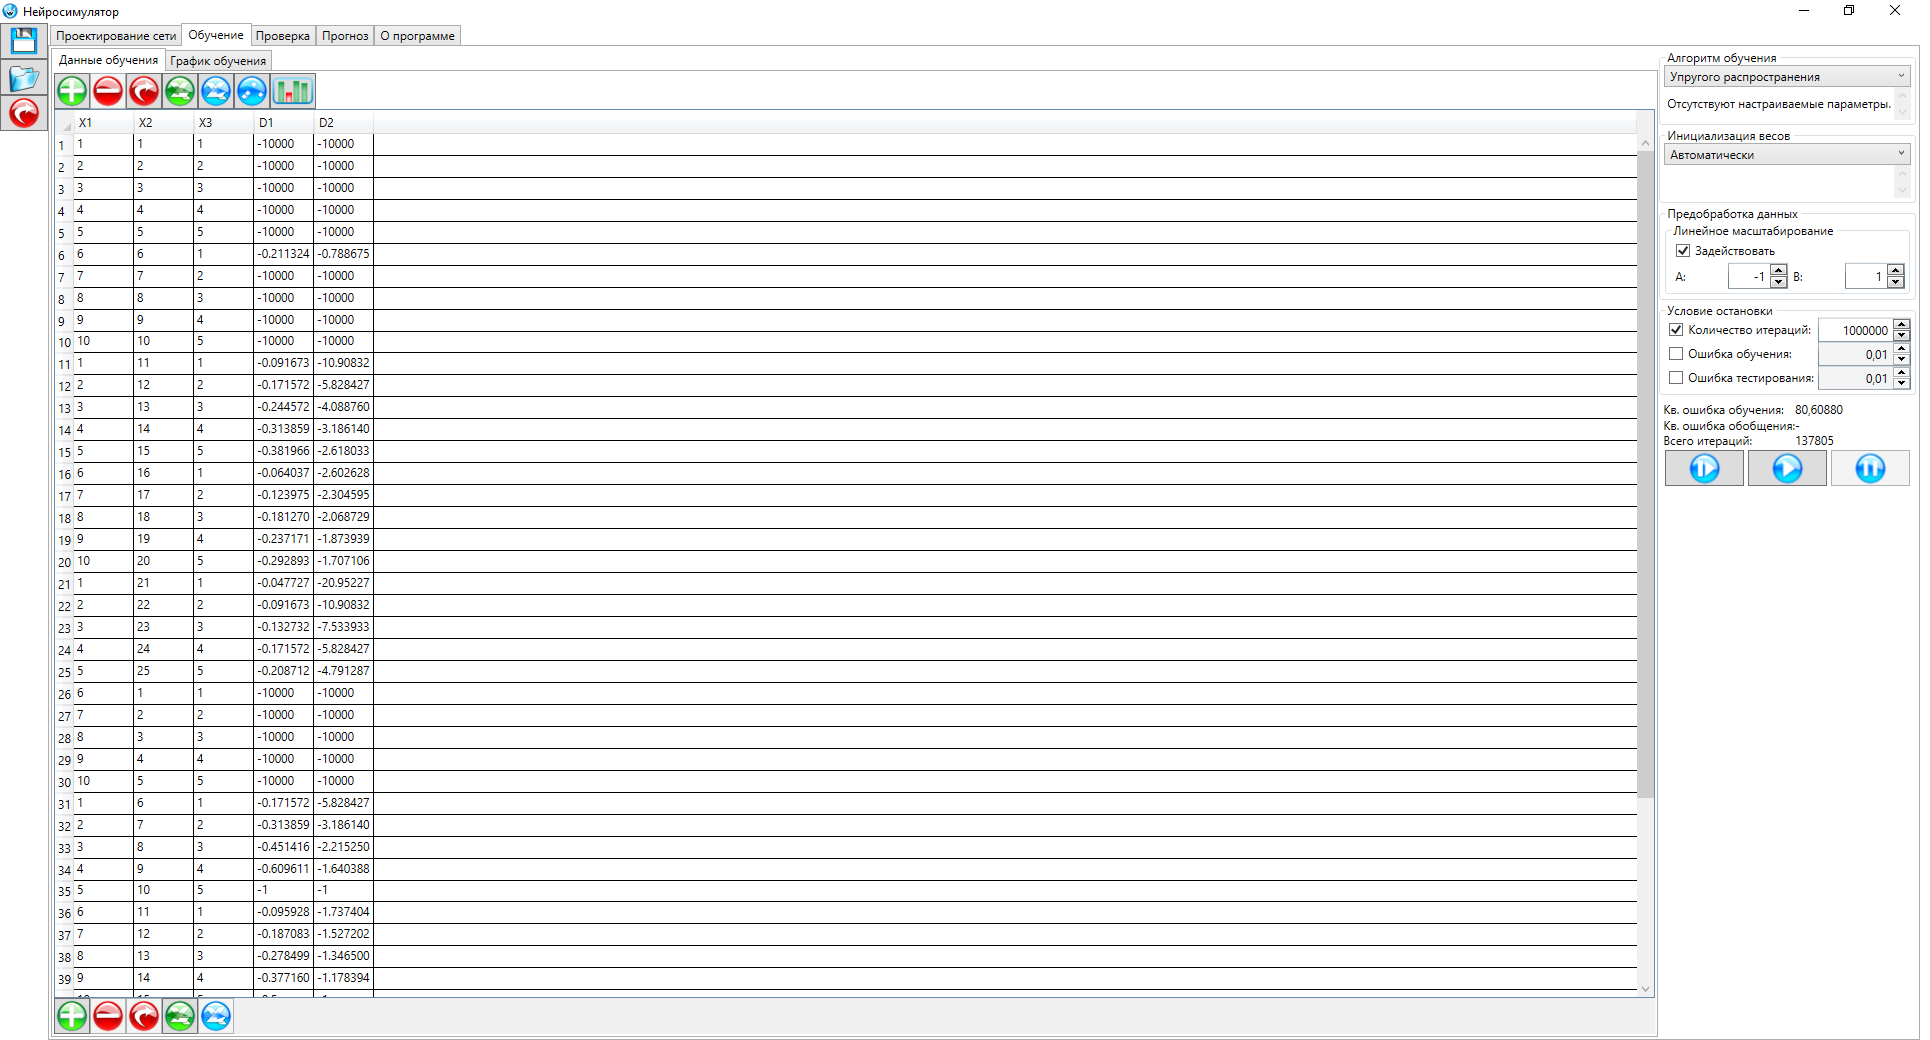 Нейросимулятор
Проектирование сети Обучение Проверка Прогноз О программе
Данные обучения График обучения
X1 X2 X3 D1 D2
1 1 1 1 -10000 -10000
2 2 2 2 -10000 -10000
3 3 3 3 -10000 -10000
4 4 4 4 -10000 -10000
5 5 5 5 -10000 -10000
6 6 6 1 -0.211324 -0.788675
7 7 7 2 -10000 -10000
8 8 8 3 -10000 -10000
9 9 9 4 -10000 -10000
10 10 10 5 -10000 -10000
11 1 11 1 -0.091673 -10.90832
12 2 12 2 -0.171572 -5.828427
13 3 13 3 -0.244572 -4.088760
14 4 14 4 -0.313859 -3.186140
15 5 15 5 -0.381966 -2.618033
16 6 16 1 -0.064037 -2.602628
17 7 17 2 -0.123975 -2.304595
18 8 18 3 -0.181270 -2.068729
19 9 19 4 -0.237171 -1.873939
20 10 20 5 -0.292893 -1.707106
21 1 21 1 -0.047727 -20.95227
22 2 22 2 -0.091673 -10.90832
23 3 23 3 -0.132732 -7.533933
24 4 24 4 -0.171572 -5.828427
25 5 25 5 -0.208712 -4.791287
26 6 1 1 -10000 -10000
27 7 2 2 -10000 -10000
28 8 3 3 -10000 -10000
29 9 4 4 -10000 -10000
30 10 5 5 -10000 -10000
31 1 6 1 -0.171572 -5.828427
32 2 7 2 -0.313859 -3.186140
33 3 8 3 -0.451416 -2.215250
34 4 9 4 -0.609611 -1.640388
35 5 10 5 -1 -1
36 6 11 1 -0.095928 -1.737404
37 7 12 2 -0.187083 -1.527202
38 8 13 3 -0.278499 -1.346500
39 9 14 4 -0.377160 -1.178394
Алгоритм обучения
Упругого распространения
Отсутствуют настраиваемые параметры.
Инициализация весов
Автоматически
Предобработка данных
Линейное масштабирование
Задействовать
A: -1 B: 1
Условие остановки
Количество итераций: 1000000
Ошибка обучения: 0,01
Ошибка тестирования: 0,01
Кв. ошибка обучения: 80,60880
Кв. ошибка обобщения:-
Всего итераций: 137805